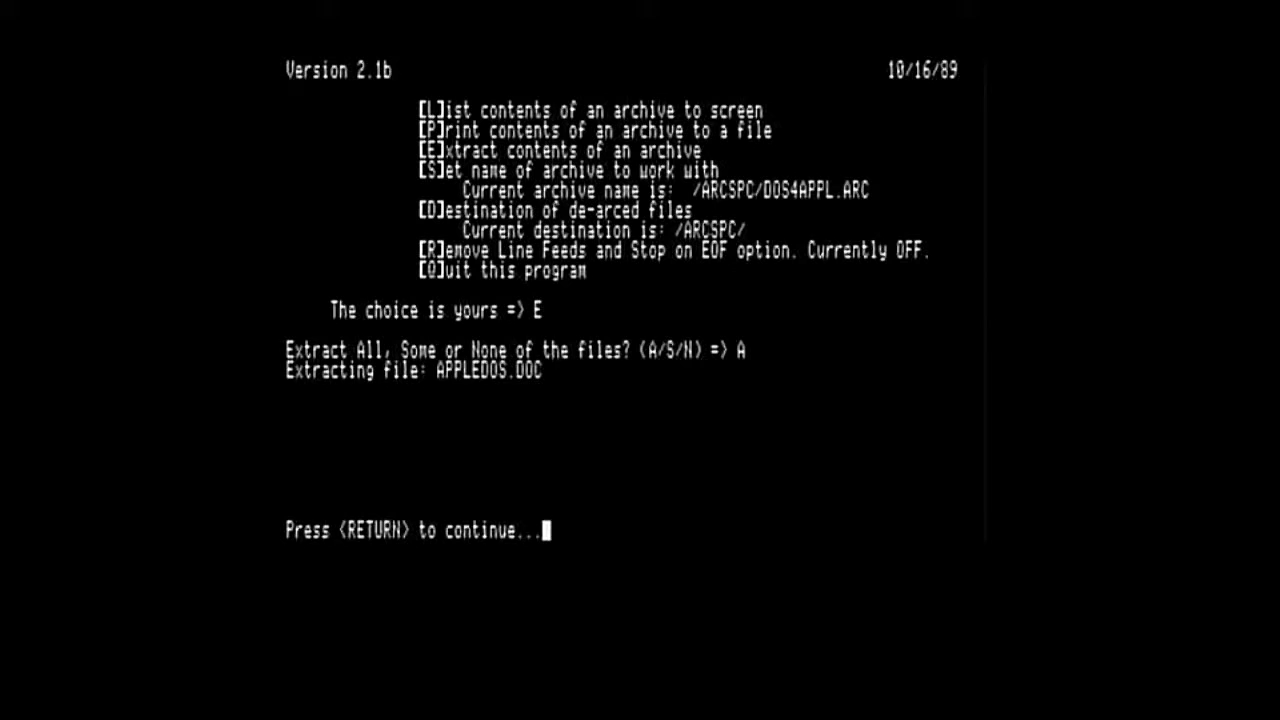 Version 2.1b 10/16/89
[L]ist contents of an archive to screen
[P]rint contents of an archive to a file
[E]xtract contents of an archive
[S]et name of archive to work with
Current archive name is: /ARCSPC/DOS4APPL.ARC
[D]estination of de-arced files
Current destination is: /ARCSPC/
[R]emove Line Feeds and Stop on EOF option. Currently OFF.
[Q]uit this program
The choice is yours => E
Extract All, Some or None of the files? (A/S/N) => A
Extracting file: APPLEDOS.DOC
Press <RETURN> to continue...